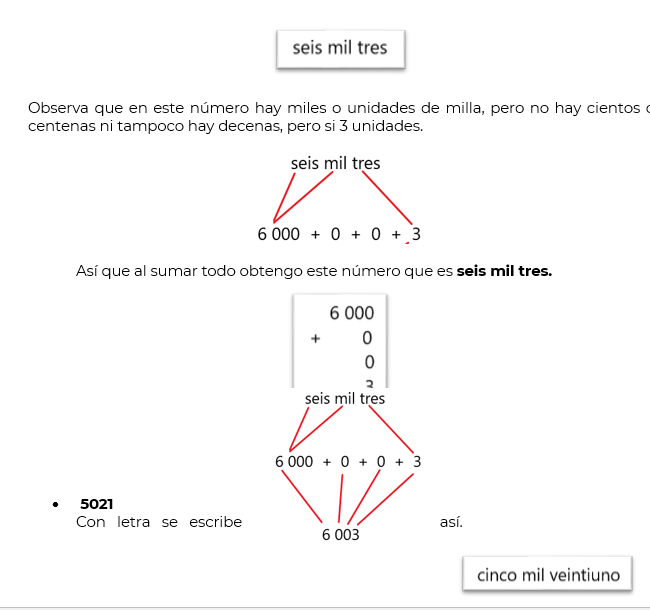 seis mil tres
Observa que en este número hay miles o unidades de milla, pero no hay cientos
centenas ni tampoco hay decenas, pero si 3 unidades.
seis mil tres
6 000 + 0 + 0 + 3
Así que al sumar todo obtengo este número que es seis mil tres.
6 000
+ 0
0
3
seis mil tres
6 000 + 0 + 0 + 3
• 5021
Con letra se escribe así.
6 003
cinco mil veintiuno